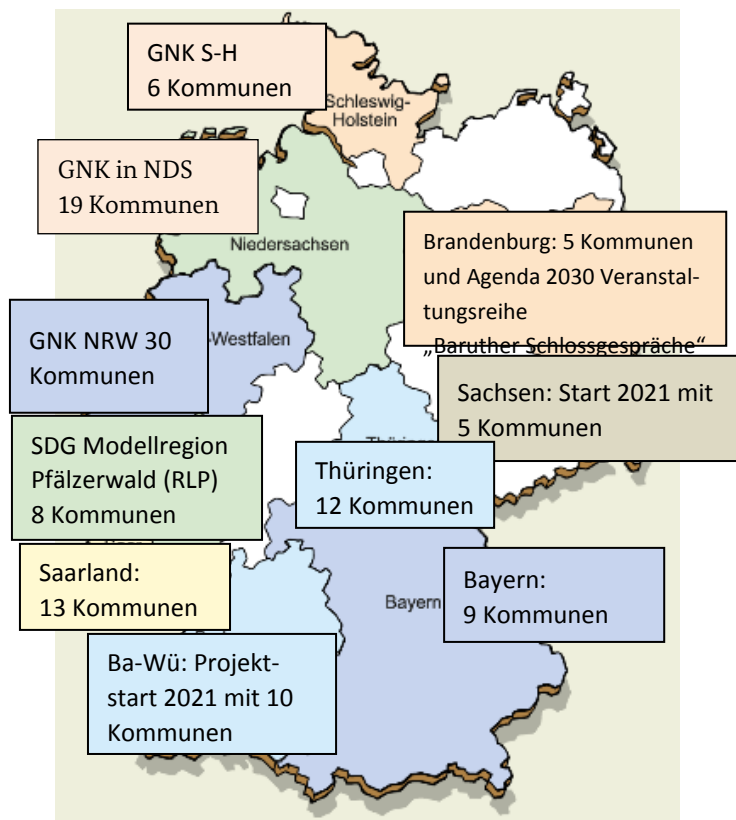 GNK S-H
6 Kommunen
Schleswig-
Holstein
GNK in NDS
19 Kommunen
Niedersachsen
Brandenburg: 5 Kommunen
und Agenda 2030 Veranstal-
tungsreihe
„Baruther Schlossgespräche“
GNK NRW 30
Kommunen
-Westfalen
Sachsen: Start 2021 mit
5 Kommunen
SDG Modellregion
Pfälzerwald (RLP)
8 Kommunen
Thüringen:
12 Kommunen
Saarland:
13 Kommunen
Bayern:
9 Kommunen
Bayern
Ba-Wü: Projekt-
start 2021 mit 10
Kommunen